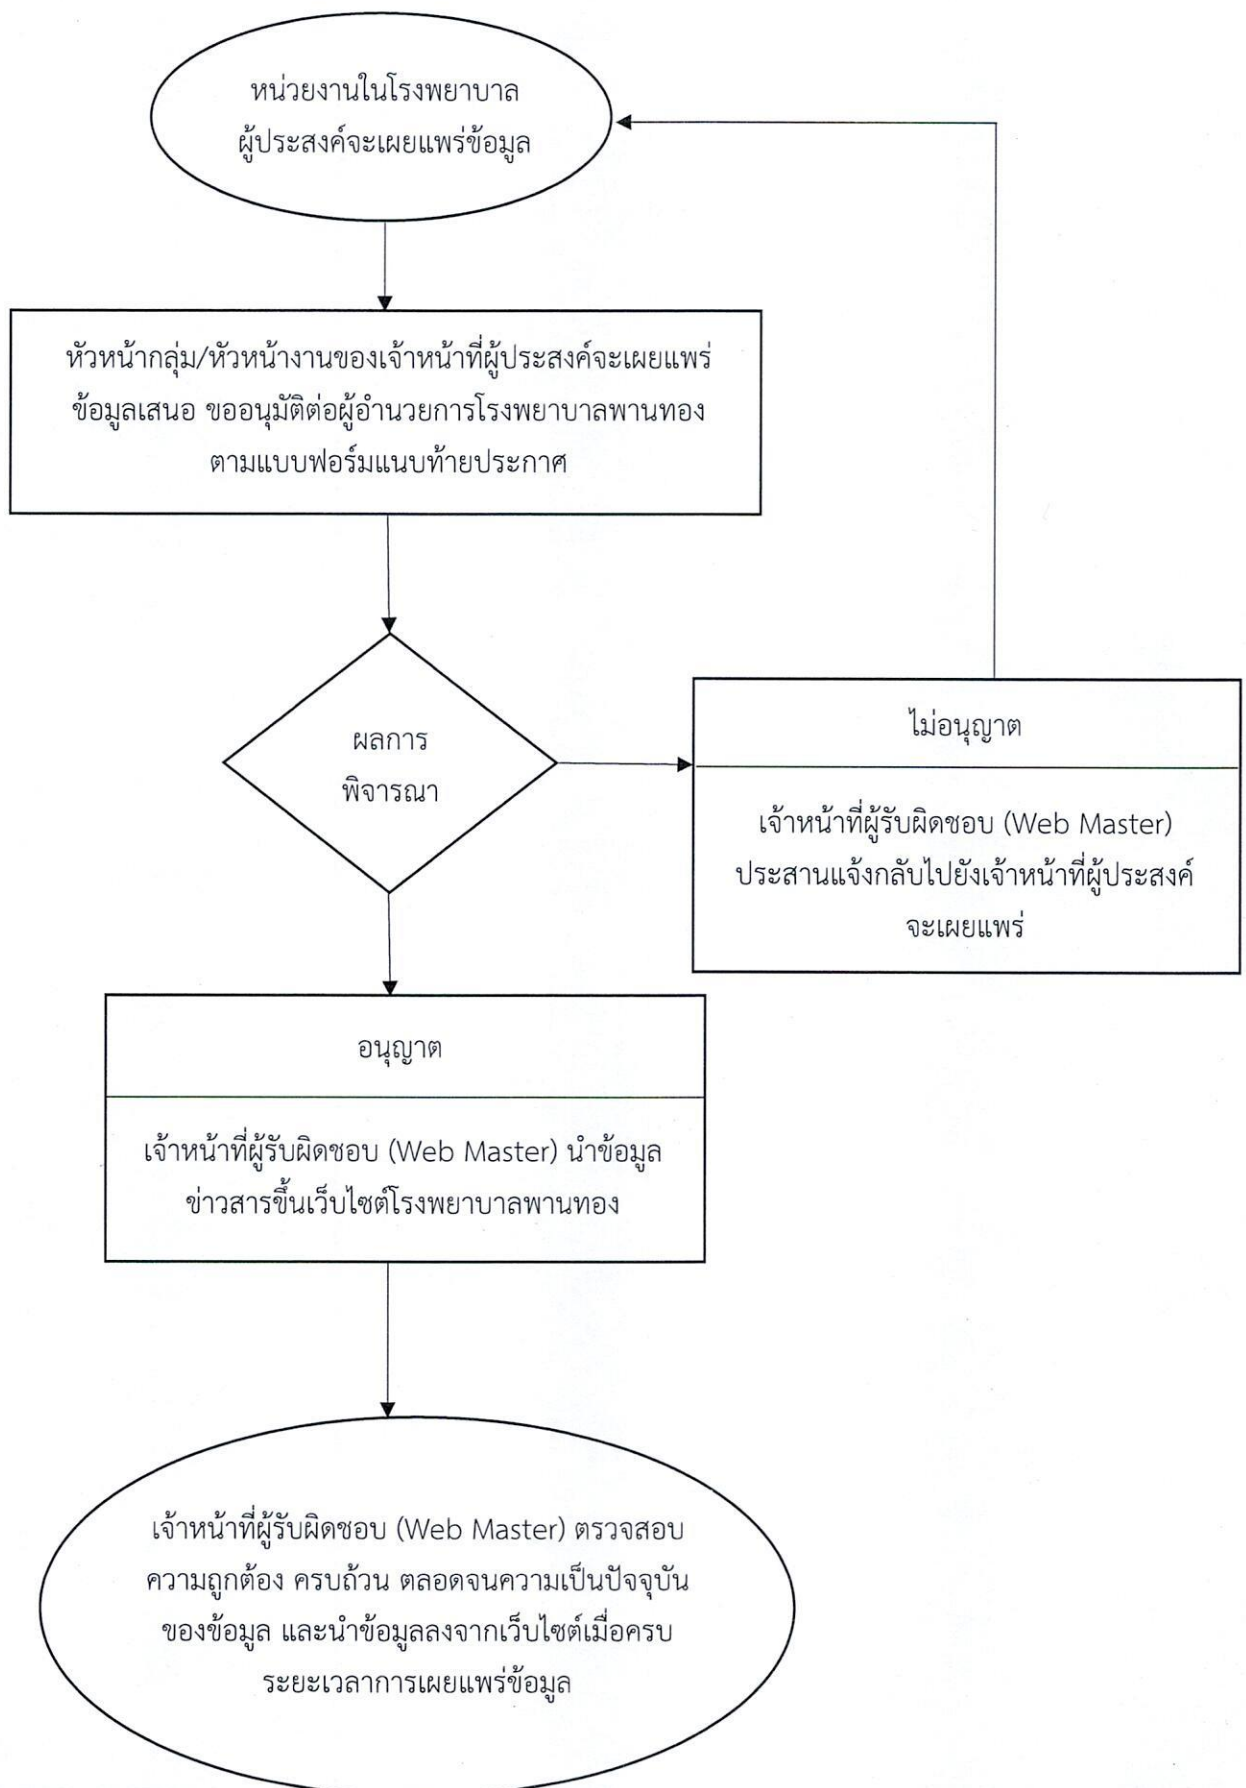 หน่วยงานในโรงพยาบาล
ผู้ประสงค์จะเผยแพร่ข้อมูล
หัวหน้ากลุ่ม/หัวหน้างานของเจ้าหน้าที่ผู้ประสงค์จะเผยแพร่
ข้อมูลเสนอ ขออนุมัติต่อผู้อำนวยการโรงพยาบาลพานทอง
ตามแบบฟอร์มแนบท้ายประกาศ
ผลการ
พิจารณา
ไม่อนุญาต
เจ้าหน้าที่ผู้รับผิดชอบ (Web Master)
ประสานแจ้งกลับไปยังเจ้าหน้าที่ผู้ประสงค์
จะเผยแพร่
อนุญาต
เจ้าหน้าที่ผู้รับผิดชอบ (Web Master) นำข้อมูล
ข่าวสารขึ้นเว็บไซต์โรงพยาบาลพานทอง
เจ้าหน้าที่ผู้รับผิดชอบ (Web Master) ตรวจสอบ
ความถูกต้อง ครบถ้วน ตลอดจนความเป็นปัจจุบัน
ของข้อมูล และนำข้อมูลลงจากเว็บไซต์เมื่อครบ
ระยะเวลาการเผยแพร่ข้อมูล